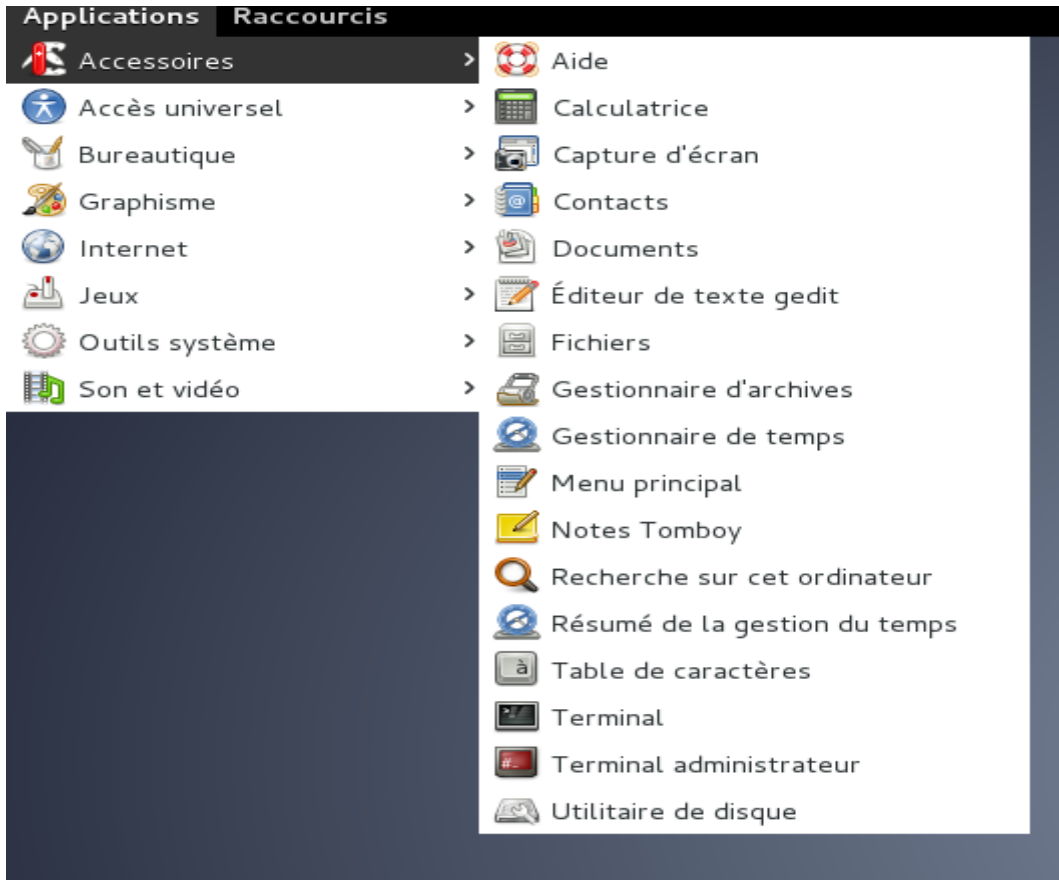 Applications Raccourcis
Accessoires
Accès universel
Bureautique
Graphisme
Internet
Jeux
Outils système
Son et vidéo
Aide
Calculatrice
Capture d'écran
Contacts
Documents
Éditeur de texte gedit
Fichiers
Gestionnaire d'archives
Gestionnaire de temps
Menu principal
Notes Tomboy
Recherche sur cet ordinateur
Résumé de la gestion du temps
Table de caractères
Terminal
Terminal administrateur
Utilitaire de disque